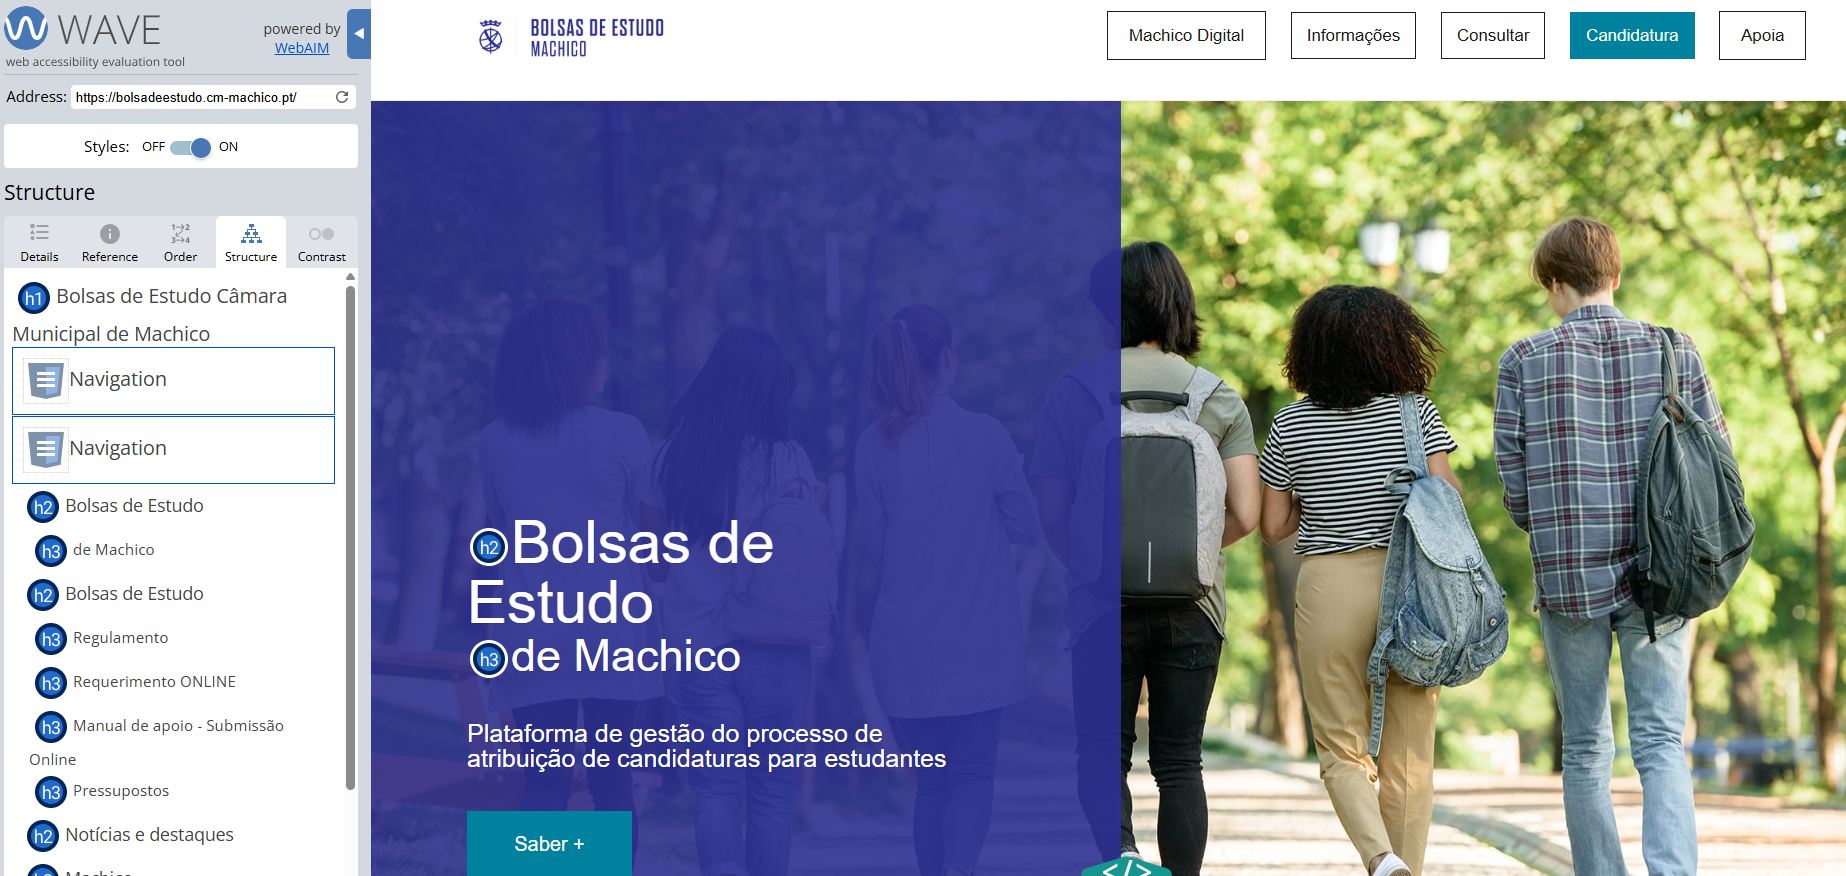 WAVE
powered by
WebAIM
web accessibility evaluation tool
Address: https://bolsadeestudo.cm-machico.pt/
Styles: OFF ON
Structure
Details Reference Order Structure Contrast
1 2
3 4
h1 Bolsas de Estudo Câmara
Municipal de Machico
Navigation
Navigation
h2 Bolsas de Estudo
h3 de Machico
h2 Bolsas de Estudo
h3 Regulamento
h3 Requerimento ONLINE
h3 Manual de apoio - Submissão
Online
h3 Pressupostos
h2 Notícias e destaques
BOLSAS DE ESTUDO
MACHICO
Machico Digital Informações Consultar Candidatura Apoia
h2 Bolsas de
Estudo
h3 de Machico
Plataforma de gestão do processo de
atribuição de candidaturas para estudantes
Saber +
</>